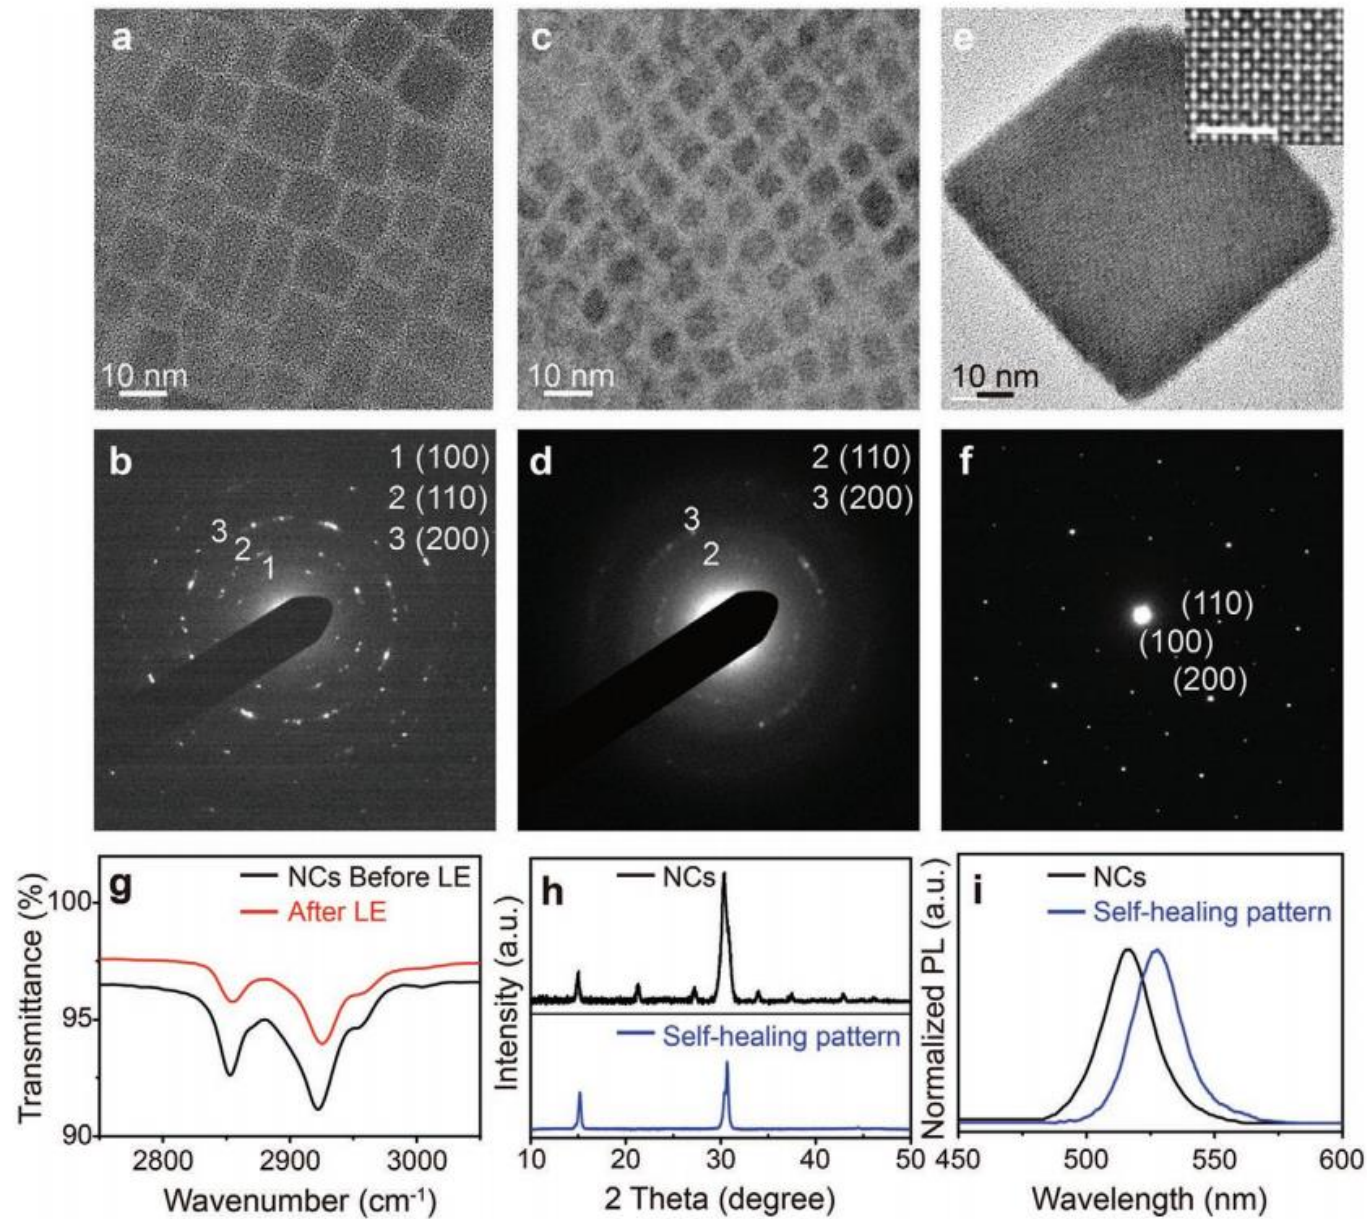 a
10 nm
c
10 nm
e
10 nm
b
1 (100)
2 (110)
3 (200)
3
2
1
d
2 (110)
3 (200)
3
2
f
(110)
(100)
(200)
g
NCs Before LE
After LE
Transmittance (%)
100
95
90
2800
2900
3000
Wavenumber (cm⁻¹)
h
NCs
Self-healing pattern
Intensity (a.u.)
10
20
30
40
50
2 Theta (degree)
i
NCs
Self-healing pattern
Normalized PL (a.u.)
450
500
550
600
Wavelength (nm)